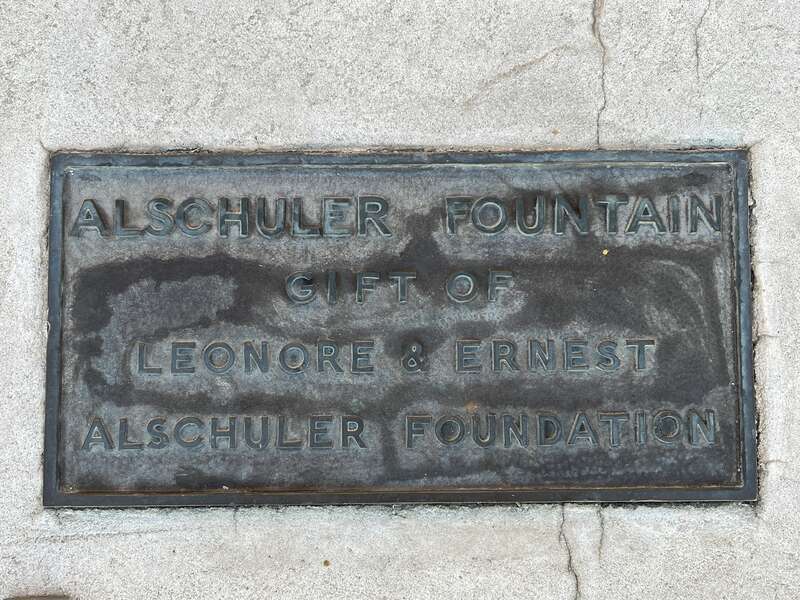 ALSCHULER FOUNTAIN
GIFT OF
LEONORE & ERNEST
ALSCHULER FOUNDATION